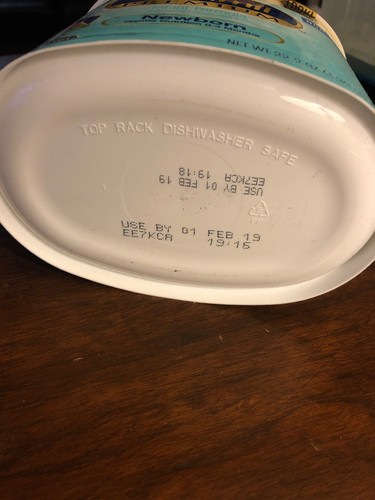 Newborn
NET WT.
TOP RACK DISHWASHER SAFE
USE BY 01 FEB 19
EE7KCA 19:18
USE BY 01 FEB 19
EE7KCA 19:15